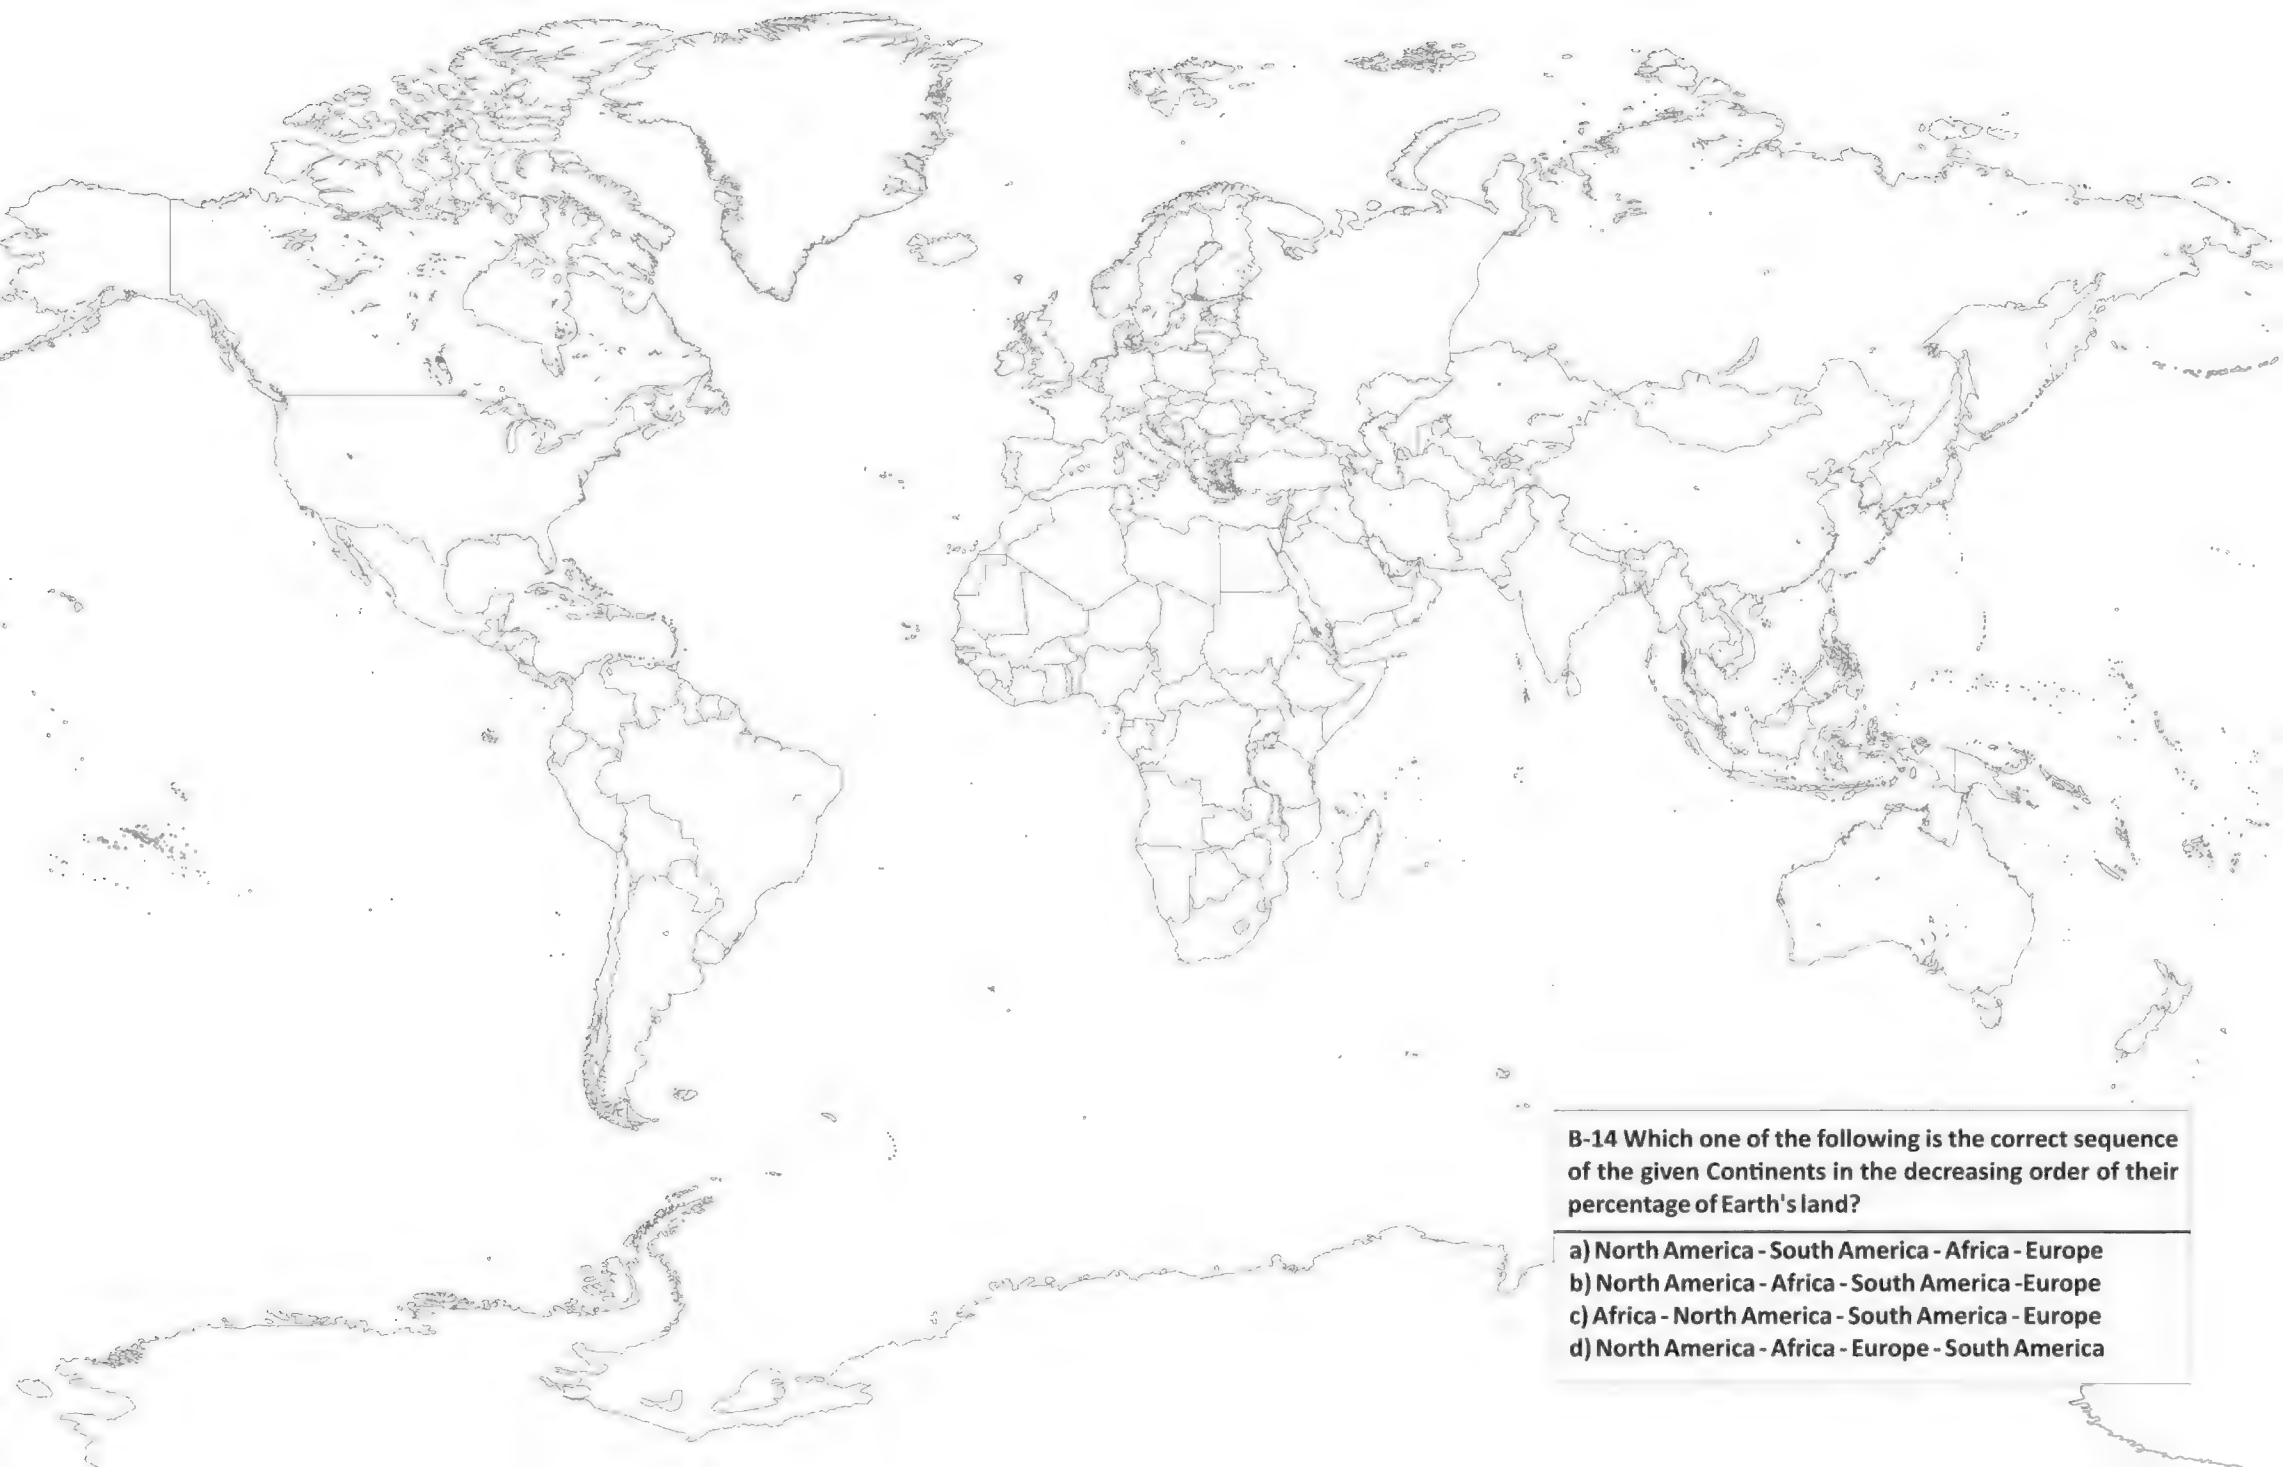 B-14 Which one of the following is the correct sequence
of the given Continents in the decreasing order of their
percentage of Earth's land?
a) North America - South America - Africa - Europe
b) North America - Africa - South America -Europe
c) Africa - North America - South America - Europe
d) North America - Africa - Europe - South America